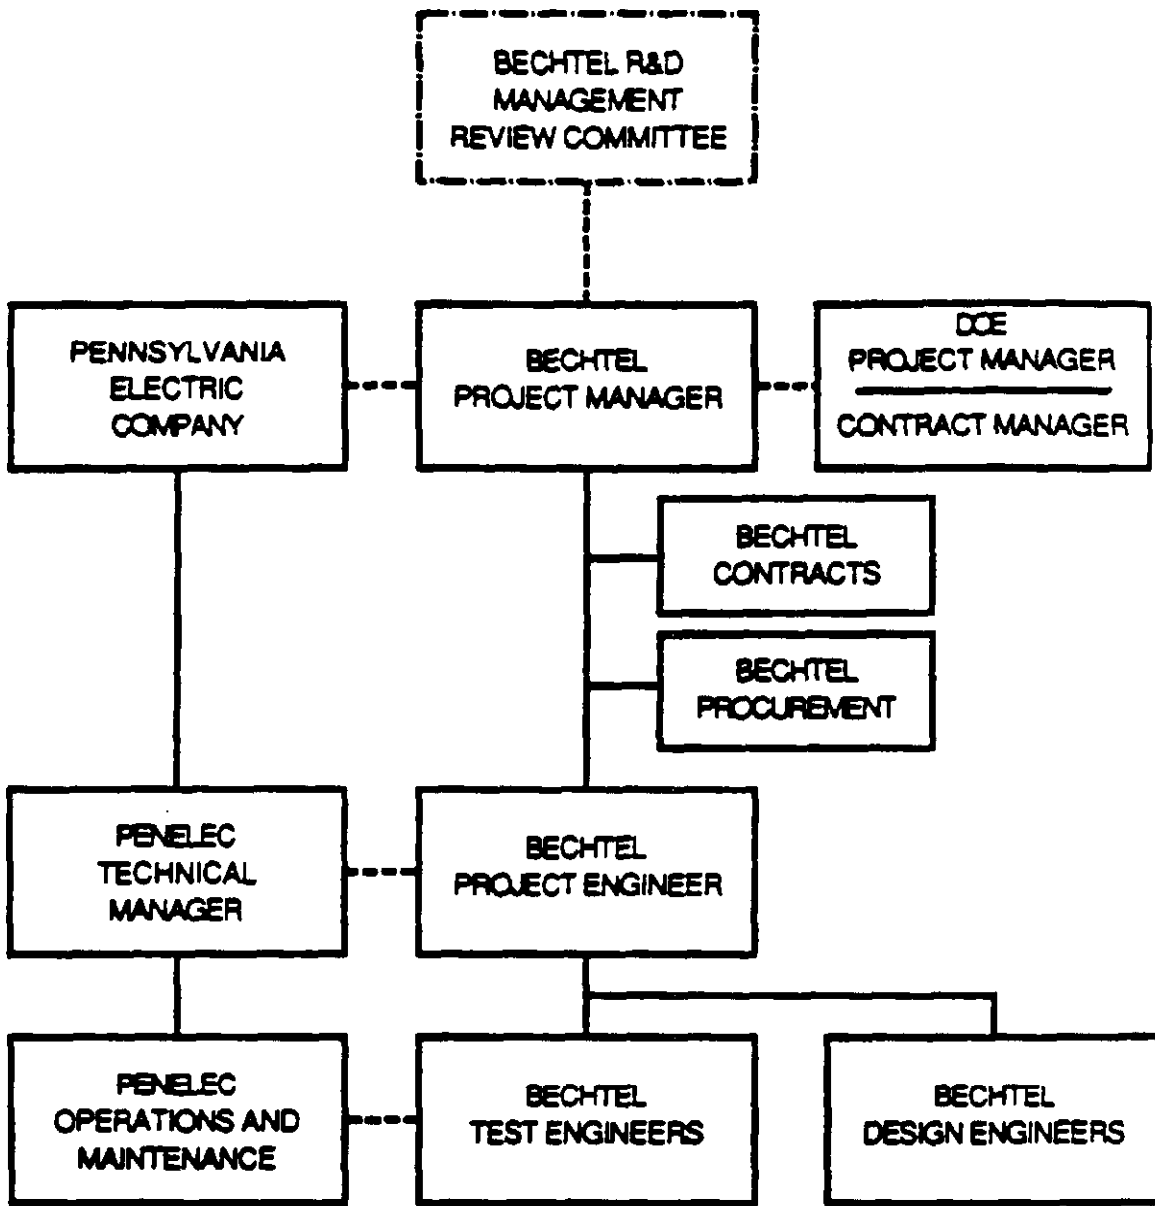 BECHTEL R&D
MANAGEMENT
REVIEW COMMITTEE
PENNSYLVANIA
ELECTRIC
COMPANY
BECHTEL
PROJECT MANAGER
DOE
PROJECT MANAGER
CONTRACT MANAGER
BECHTEL
CONTRACTS
BECHTEL
PROCUREMENT
PENELEC
TECHNICAL
MANAGER
BECHTEL
PROJECT ENGINEER
PENELEC
OPERATIONS AND
MAINTENANCE
BECHTEL
TEST ENGINEERS
BECHTEL
DESIGN ENGINEERS